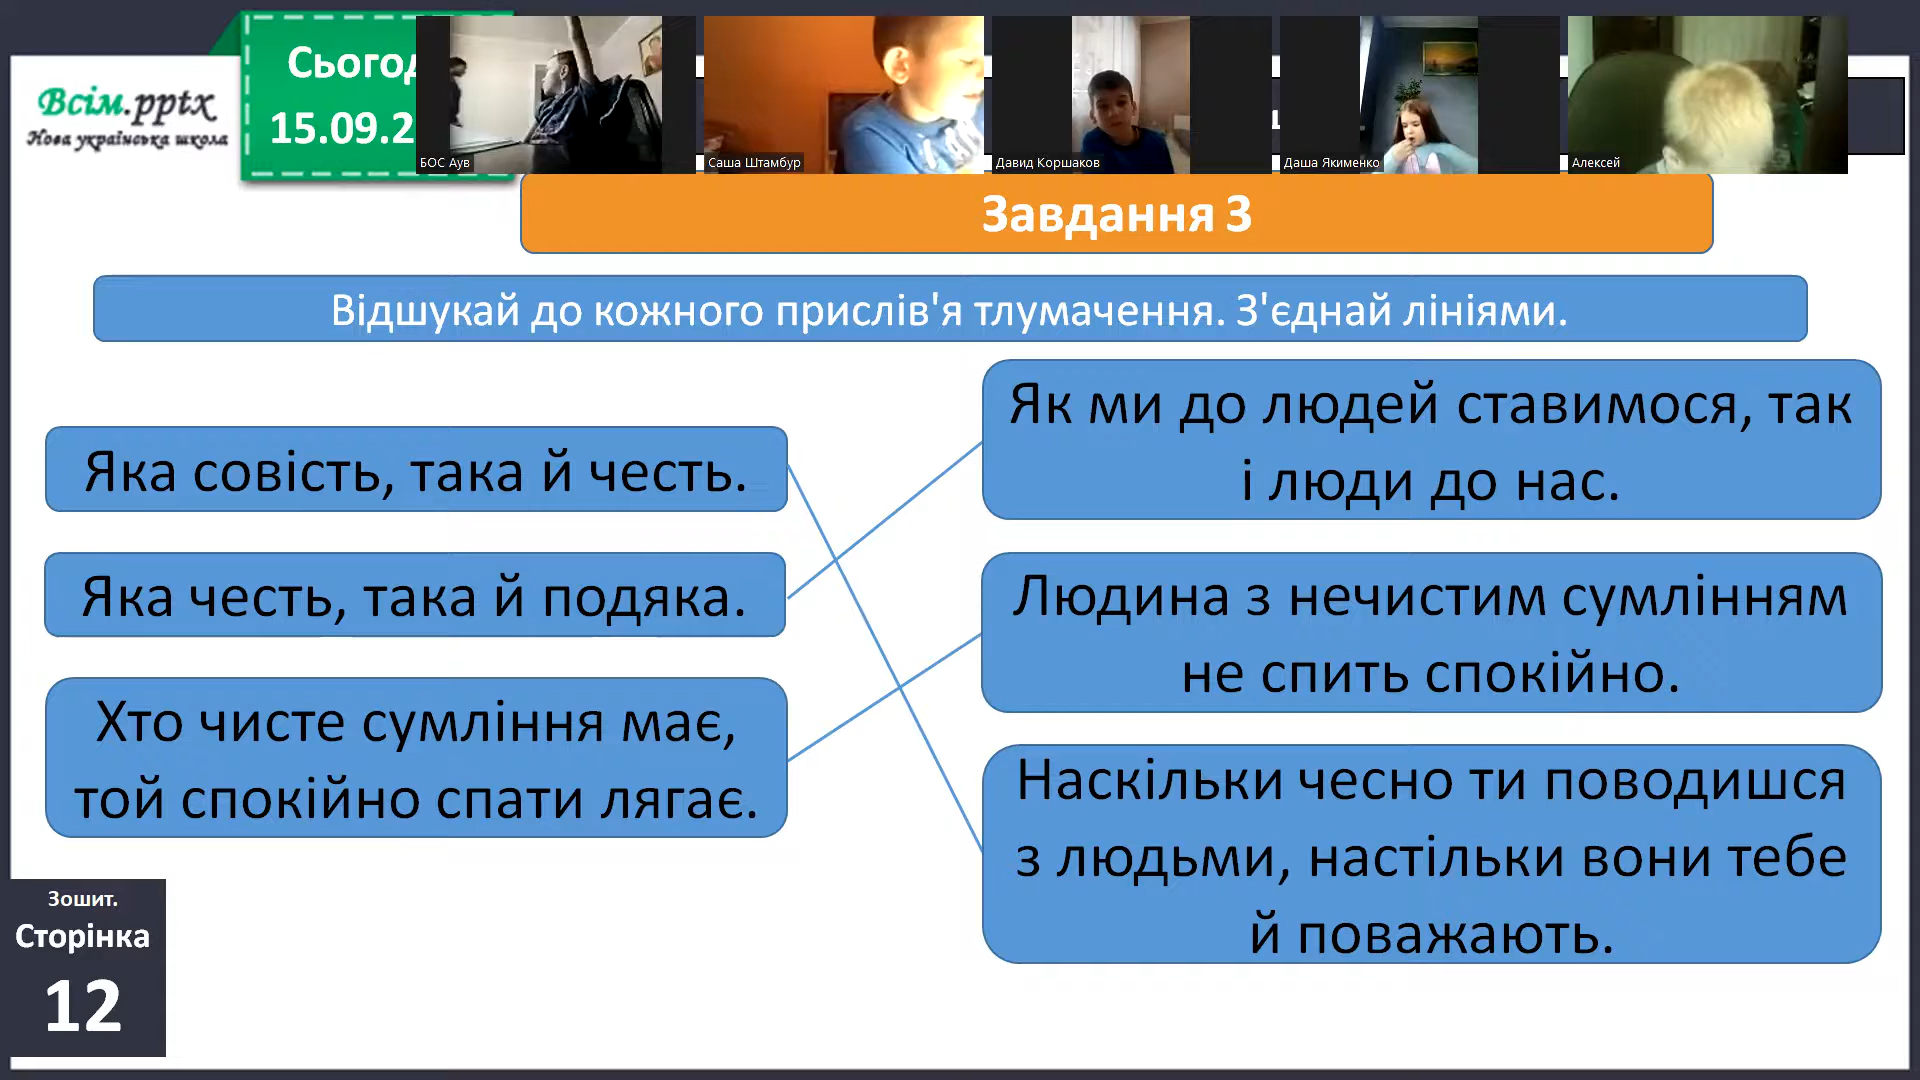 Всім.pptx
Нова українська школа
15.09.2
БОС Аув
Саша Штамбур
Давид Коршаков
Даша Якименко
Алексей
Завдання 3
Відшукай до кожного прислів'я тлумачення. З'єднай лініями.
Яка совість, така й честь.
Яка честь, така й подяка.
Хто чисте сумління має,
той спокійно спати лягає.
Як ми до людей ставимося, так
і люди до нас.
Людина з нечистим сумлінням
не спить спокійно.
Наскільки чесно ти поводишся
з людьми, настільки вони тебе
й поважають.
Зошит.
Сторінка
12